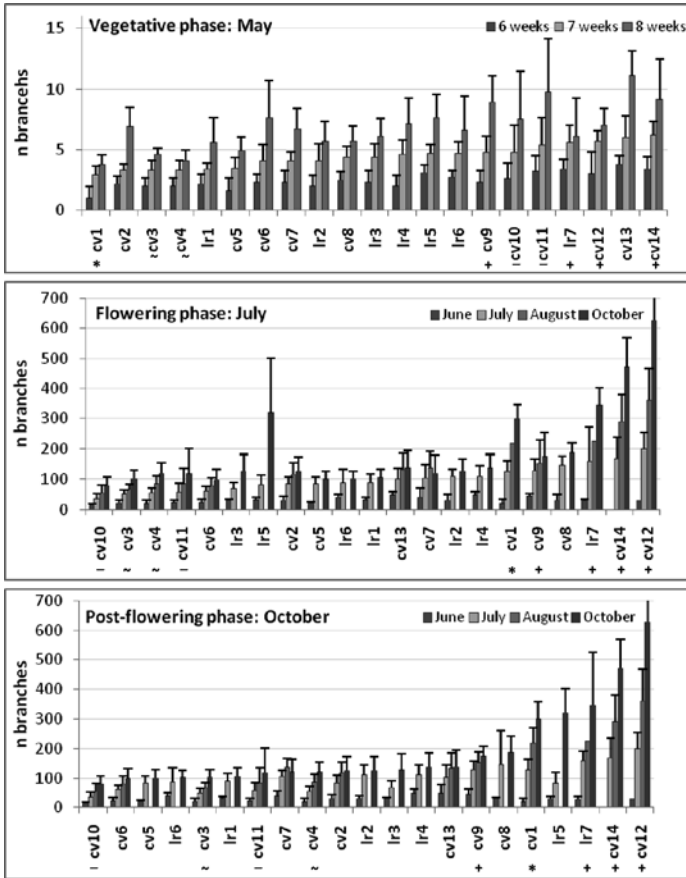 Vegetative phase: May
6 weeks 7 weeks 8 weeks
n brancehs
15
10
5
0
* cv1 cv2 ~cv3 ~cv4 lr1 cv5 cv6 cv7 lr2 cv8 lr3 lr4 lr5 lr6 + cv9 –cv10 –cv11 + lr7 +cv12 cv13 +cv14
Flowering phase: July
June July August October
n branches
700
600
500
400
300
200
100
0
cv10 cv3 cv4 cv11 cv6 lr3 lr5 cv2 cv5 lr6 lr1 cv13 cv7 lr2 lr4 cv1 cv9 cv8 lr7 cv14 cv12
– ~ ~ – * + + + +
Post-flowering phase: October
June July August October
n branches
700
600
500
400
300
200
100
0
cv10 cv6 cv5 lr6 cv3 lr1 cv11 cv7 cv4 cv2 lr2 lr3 lr4 cv13 cv9 cv8 cv1 lr5 lr7 cv14 cv12
– ~ – ~ + * + + +